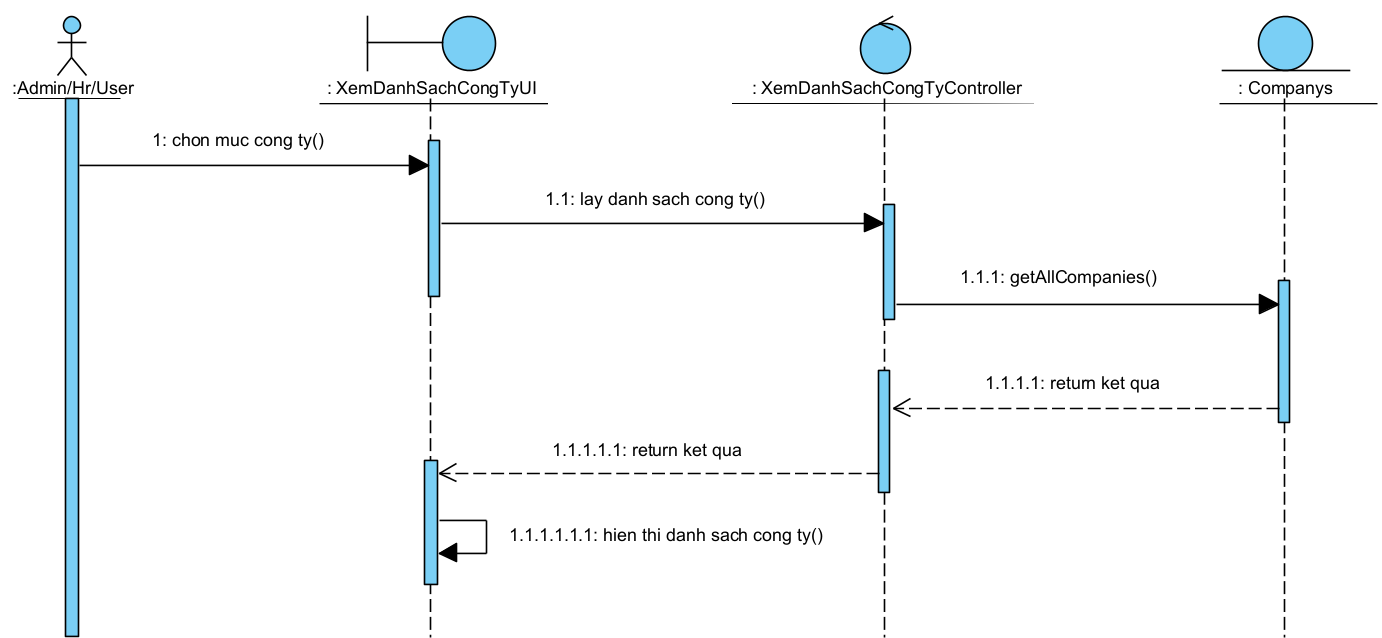 :Admin/Hr/User
: XemDanhSachCongTyUI
: XemDanhSachCongTyController
: Companys
1: chon muc cong ty()
1.1: lay danh sach cong ty()
1.1.1: getAllCompanies()
1.1.1.1: return ket qua
1.1.1.1.1: return ket qua
1.1.1.1.1.1: hien thi danh sach cong ty()